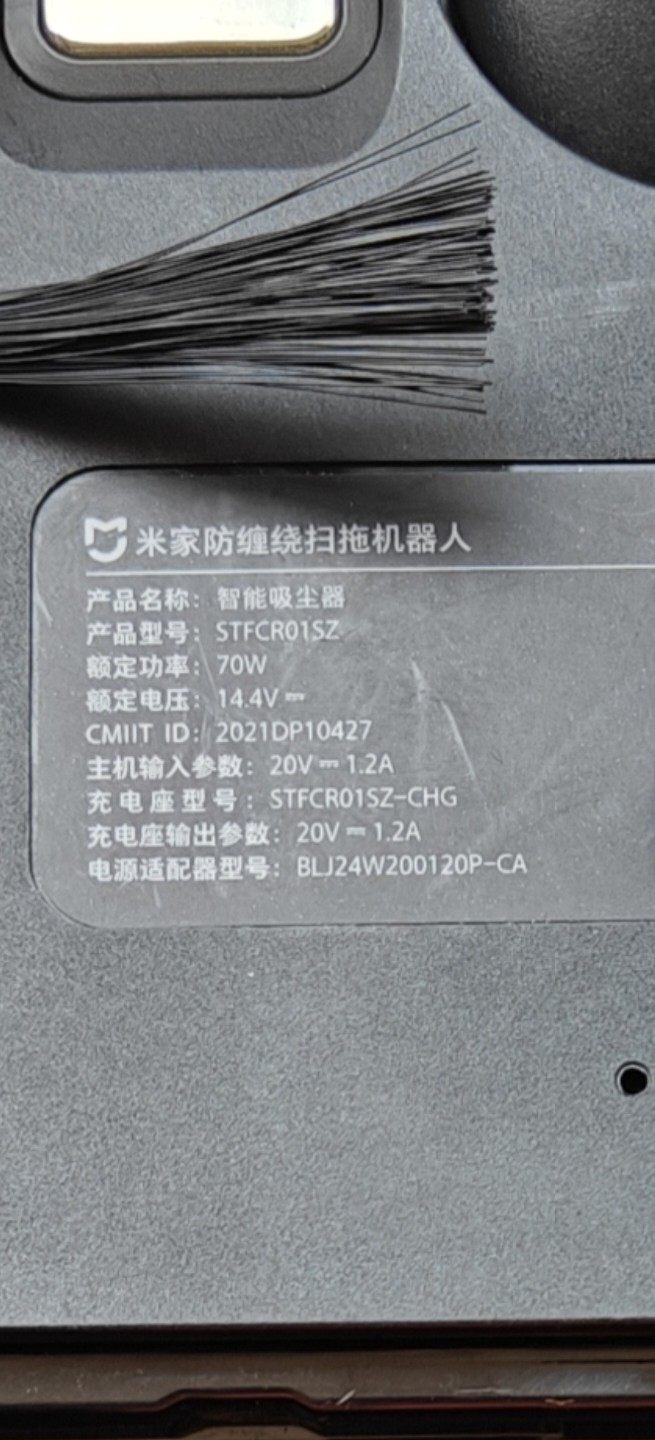 米家防缠绕扫拖机器人
产品名称：智能吸尘器
产品型号：STFCR01SZ
额定功率：70W
额定电压：14.4V⎓
CMIIT ID：2021DP10427
主机输入参数：20V⎓1.2A
充电座型号：STFCR01SZ-CHG
充电座输出参数：20V⎓1.2A
电源适配器型号：BLJ24W200120P-CA